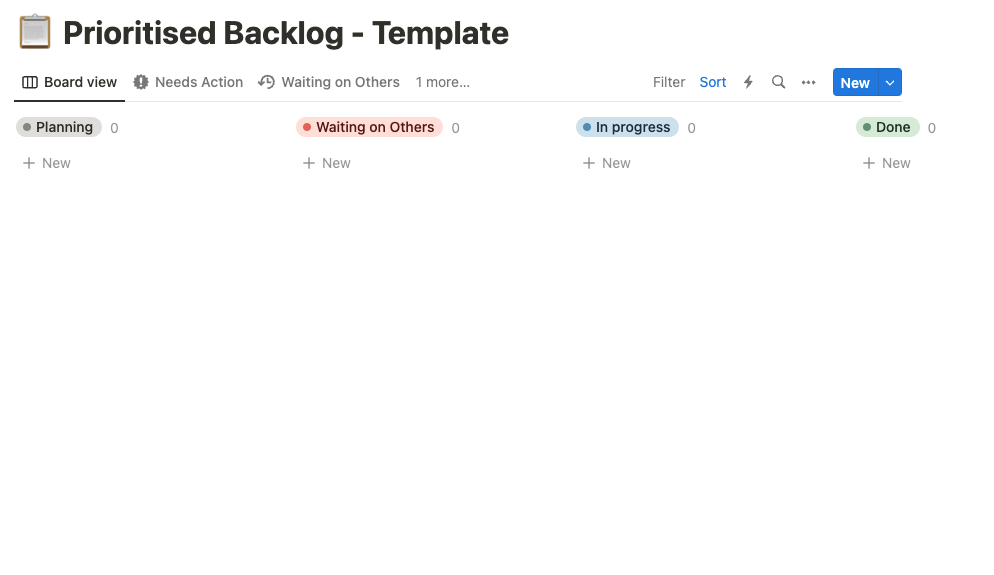 Prioritised Backlog - Template
Board view Needs Action Waiting on Others 1 more... Filter Sort New
Planning 0 Waiting on Others 0 In progress 0 Done 0
New New New New